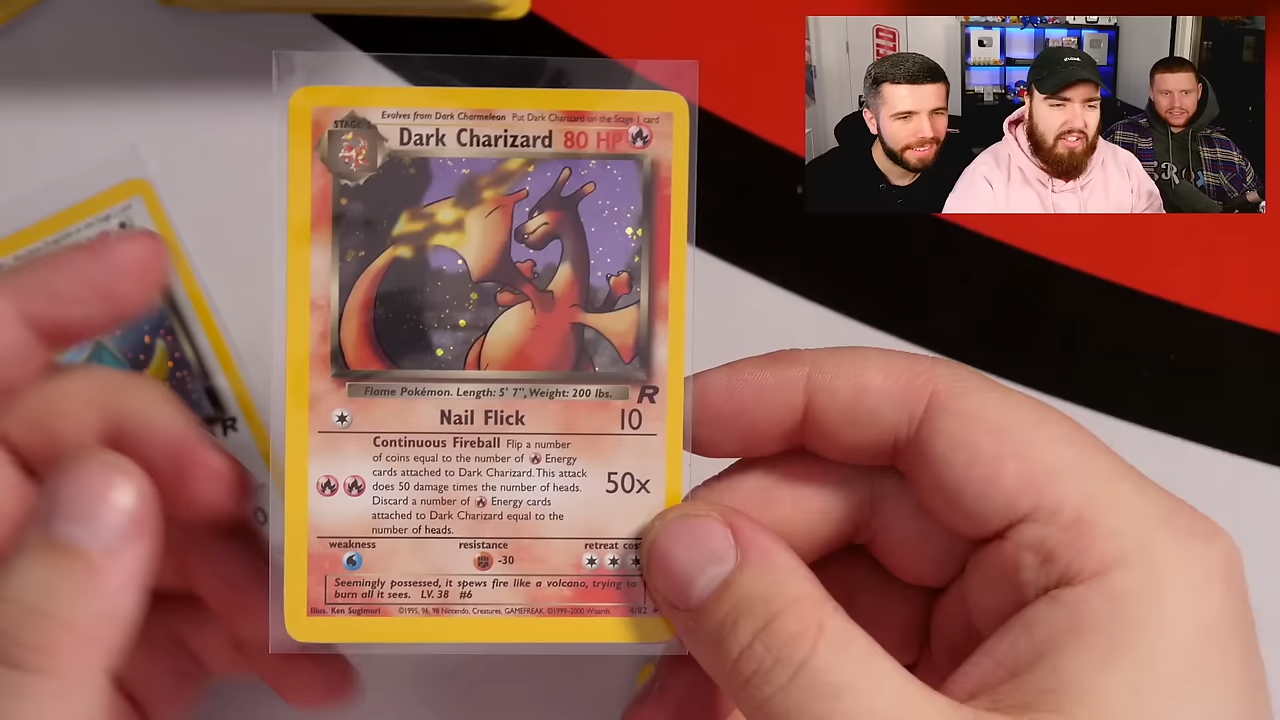 Evolves from Dark Charmeleon Put Dark Charizard on the Stage 1 card
STAGE
Dark Charizard 80 HP
Flame Pokémon. Length: 5' 7", Weight: 200 lbs.
R
Nail Flick 10
Continuous Fireball Flip a number
of coins equal to the number of Energy
cards attached to Dark Charizard. This attack
does 50 damage times the number of heads.
Discard a number of Energy cards
attached to Dark Charizard equal to the
number of heads.
50x
weakness resistance retreat cost
-30
Seemingly possessed, it spews fire like a volcano, trying to
burn all it sees. LV. 38 #6
Illus. Ken Sugimori ©1995, 96, 98 Nintendo, Creatures, GAMEFREAK. ©1999-2000 Wizards. 4/82 ★
R